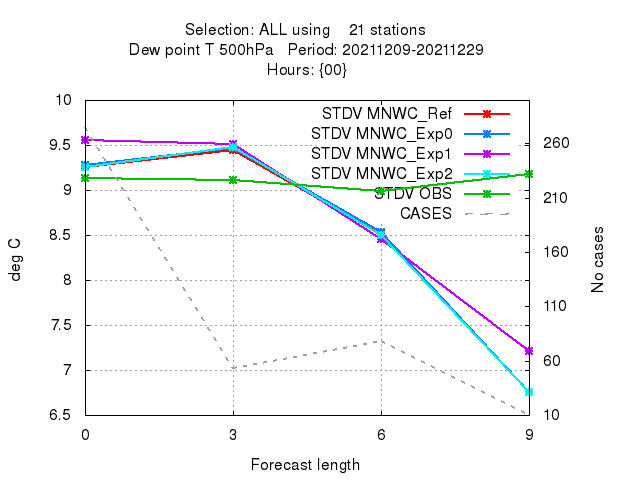 Selection: ALL using 21 stations
Dew point T 500hPa Period: 20211209-20211229
Hours: {00}
10
9.5
9
8.5
8
7.5
7
6.5
deg C
STDV MNWC_Ref
STDV MNWC_Exp0
STDV MNWC_Exp1
STDV MNWC_Exp2
STDV OBS
CASES
260
210
160
110
60
10
No cases
0 3 6 9
Forecast length